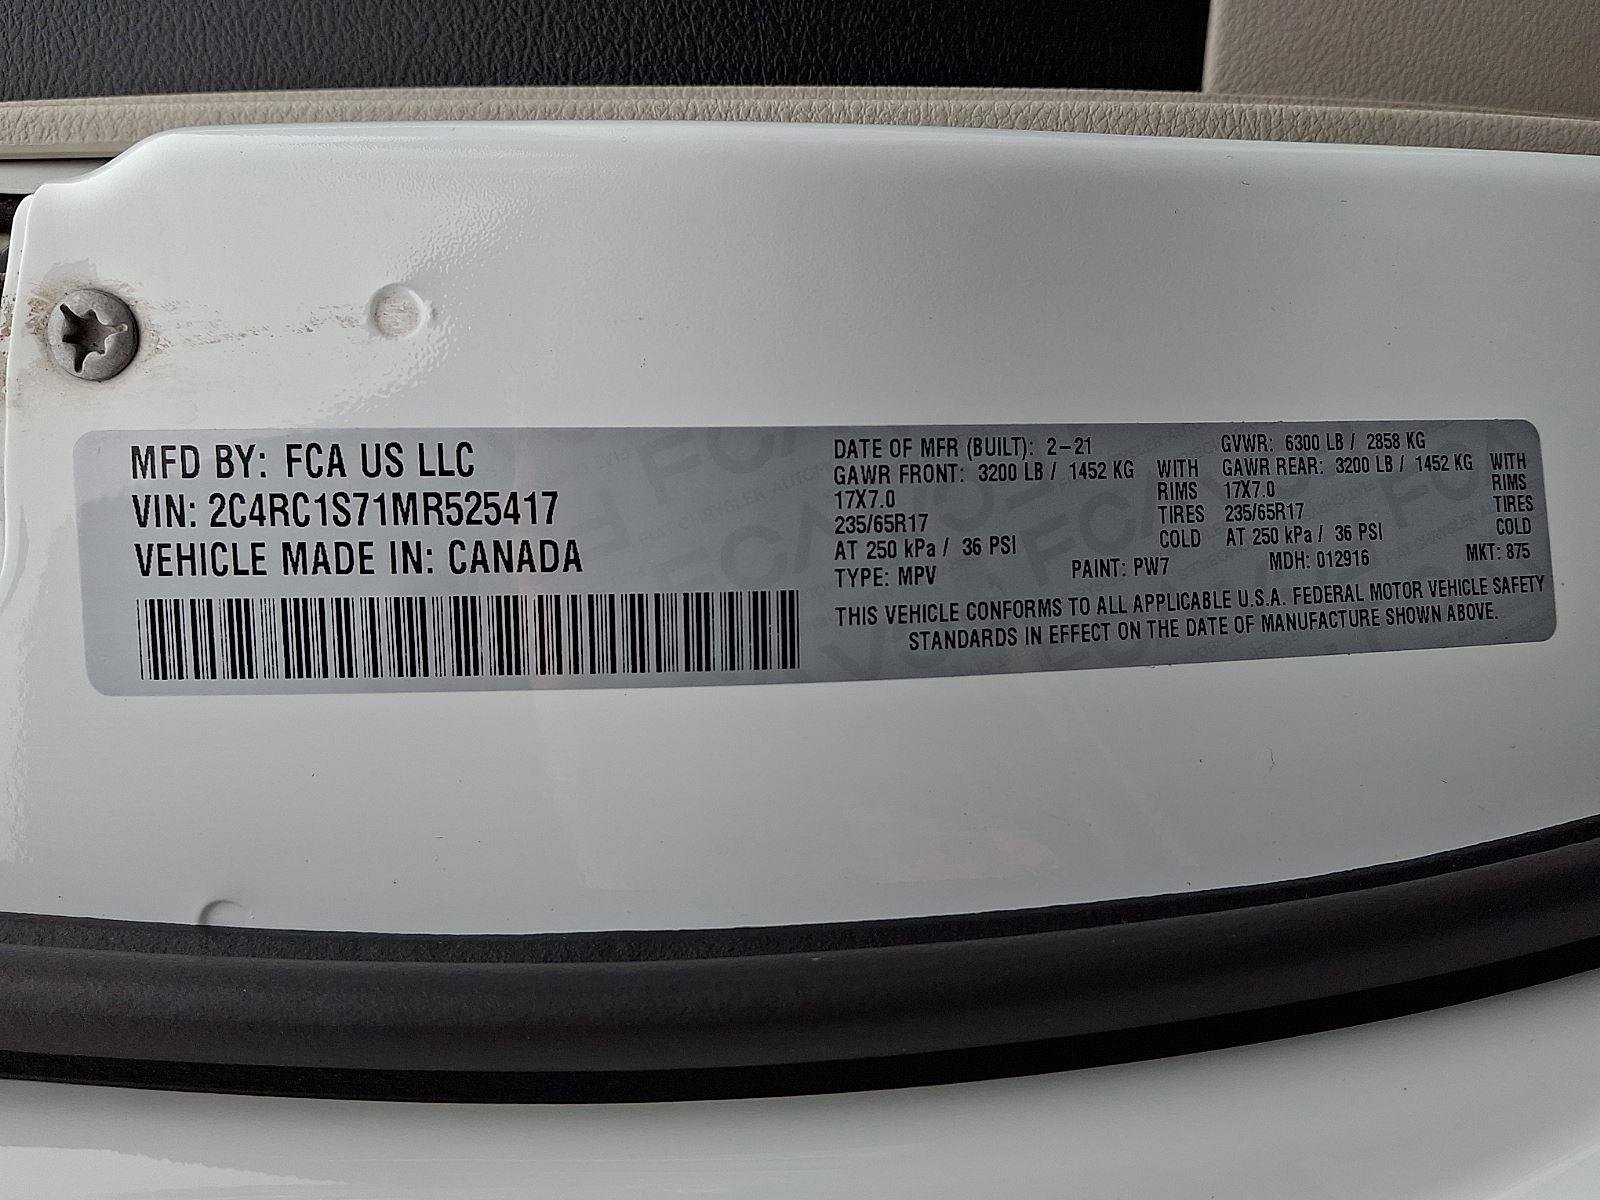 MFD BY: FCA US LLC
VIN: 2C4RC1S71MR525417
VEHICLE MADE IN: CANADA
DATE OF MFR (BUILT): 2-21 GVWR: 6300 LB / 2858 KG
GAWR FRONT: 3200 LB / 1452 KG WITH GAWR REAR: 3200 LB / 1452 KG WITH
17X7.0 RIMS 17X7.0 RIMS
235/65R17 TIRES 235/65R17 TIRES
AT 250 kPa / 36 PSI COLD AT 250 kPa / 36 PSI COLD
TYPE: MPV PAINT: PW7 MDH: 012916 MKT: 875
THIS VEHICLE CONFORMS TO ALL APPLICABLE U.S.A. FEDERAL MOTOR VEHICLE SAFETY
STANDARDS IN EFFECT ON THE DATE OF MANUFACTURE SHOWN ABOVE.